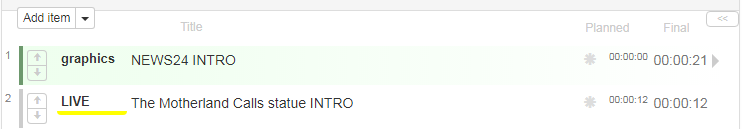 Add item
Title Planned Final <<
1 graphics NEWS24 INTRO 00:00:00 00:00:21
2 LIVE The Motherland Calls statue INTRO 00:00:12 00:00:12